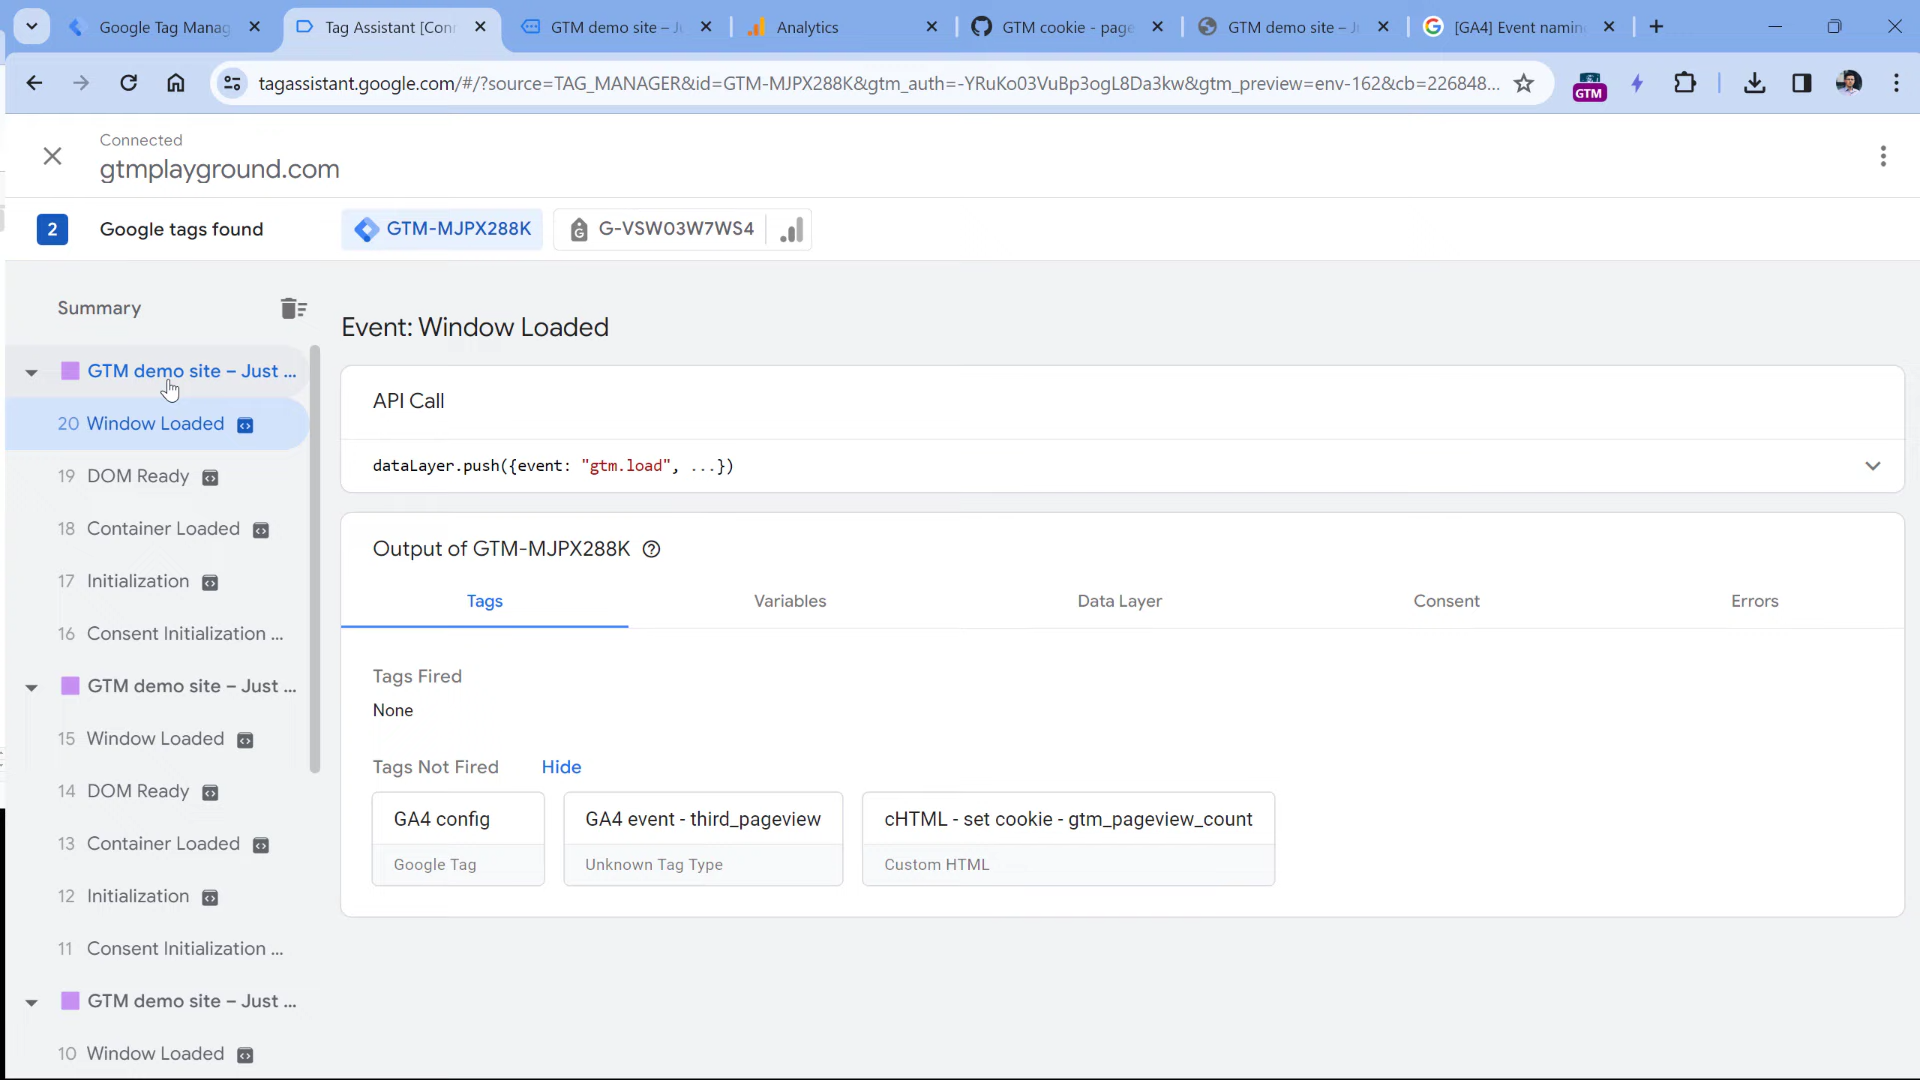 Google Tag Manag
Tag Assistant [Con
GTM demo site – J
Analytics
GTM cookie - page
GTM demo site – J
[GA4] Event namin
tagassistant.google.com/#/?source=TAG_MANAGER&id=GTM-MJPX288K&gtm_auth=-YRuKo03VuBp3ogL8Da3kw&gtm_preview=env-162&cb=226848...
GTM
Connected
gtmplayground.com
2
Google tags found
GTM-MJPX288K
G-VSW03W7WS4
Summary
GTM demo site – Just ...
20 Window Loaded
19 DOM Ready
18 Container Loaded
17 Initialization
16 Consent Initialization ...
GTM demo site – Just ...
15 Window Loaded
14 DOM Ready
13 Container Loaded
12 Initialization
11 Consent Initialization ...
GTM demo site – Just ...
10 Window Loaded
Event: Window Loaded
API Call
dataLayer.push({event: "gtm.load", ...})
Output of GTM-MJPX288K
Tags
Variables
Data Layer
Consent
Errors
Tags Fired
None
Tags Not Fired
Hide
GA4 config
Google Tag
GA4 event - third_pageview
Unknown Tag Type
cHTML - set cookie - gtm_pageview_count
Custom HTML